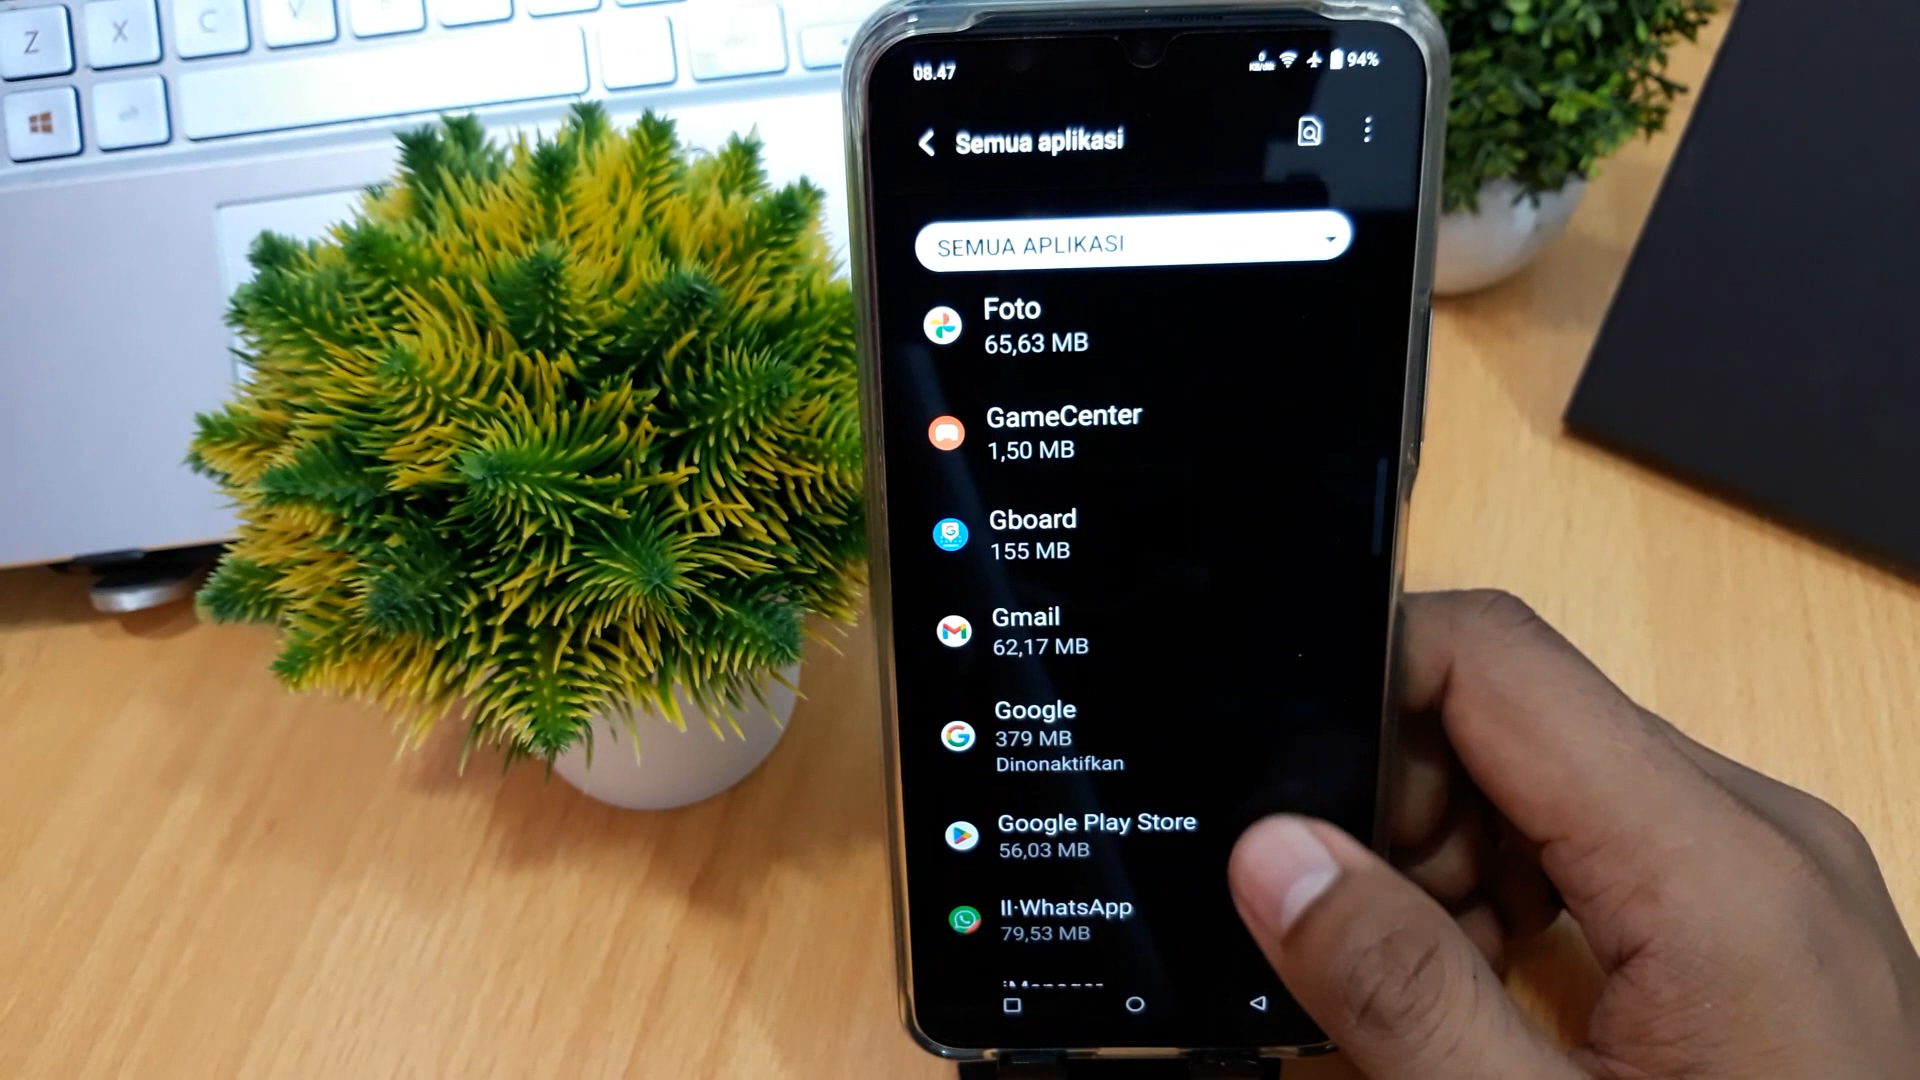 Z X C V
08.47 94%
Semua aplikasi
SEMUA APLIKASI
Foto
65,63 MB
GameCenter
1,50 MB
Gboard
155 MB
Gmail
62,17 MB
Google
379 MB
Dinonaktifkan
Google Play Store
56,03 MB
II·WhatsApp
79,53 MB